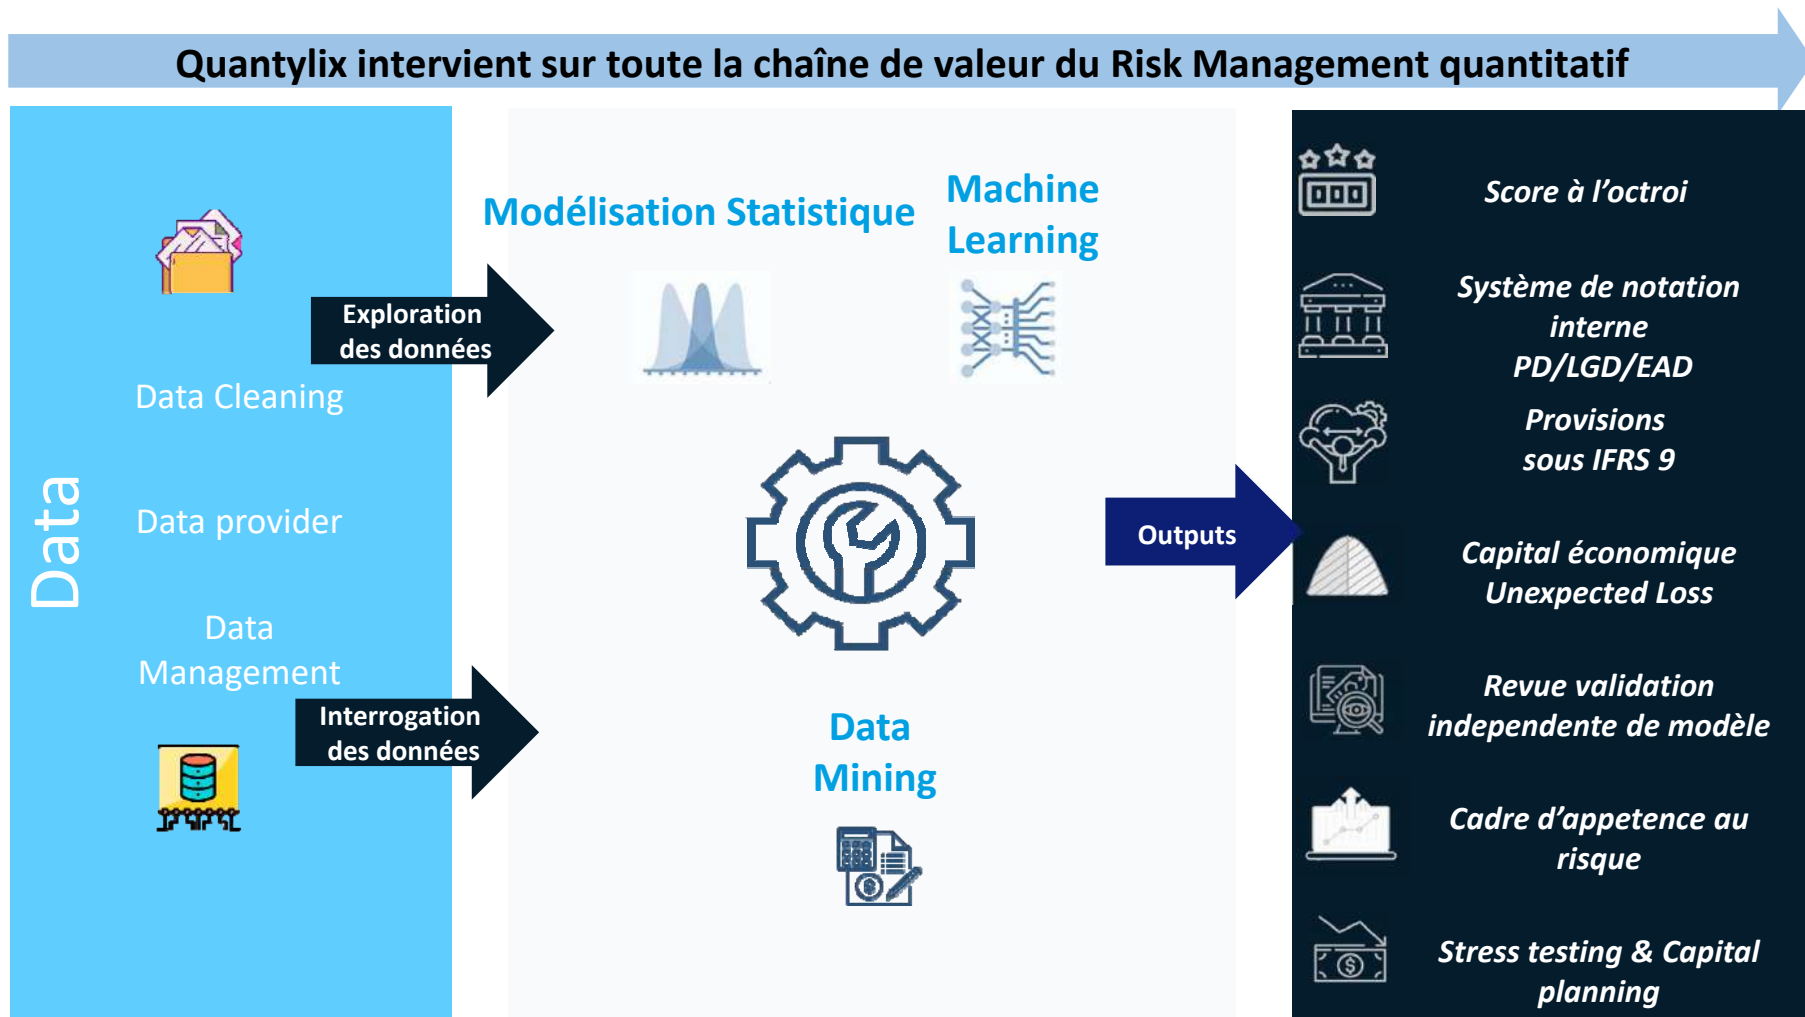 Quantylix intervient sur toute la chaîne de valeur du Risk Management quantitatif
Data
Data Cleaning
Data provider
Data
Management
Exploration
des données
Interrogation
des données
Modélisation Statistique
Machine
Learning
Data
Mining
Outputs
Score à l’octroi
Système de notation
interne
PD/LGD/EAD
Provisions
sous IFRS 9
Capital économique
Unexpected Loss
Revue validation
independente de modèle
Cadre d’appetence au
risque
Stress testing & Capital
planning